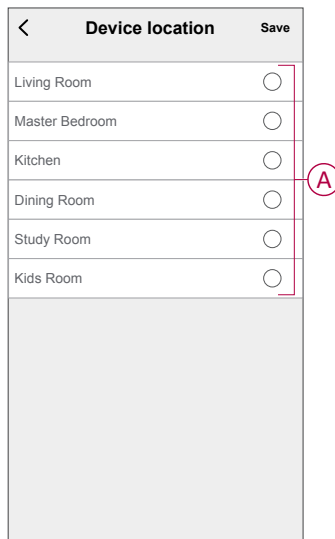 Device location Save
Living Room
Master Bedroom
Kitchen
A
Dining Room
Study Room
Kids Room